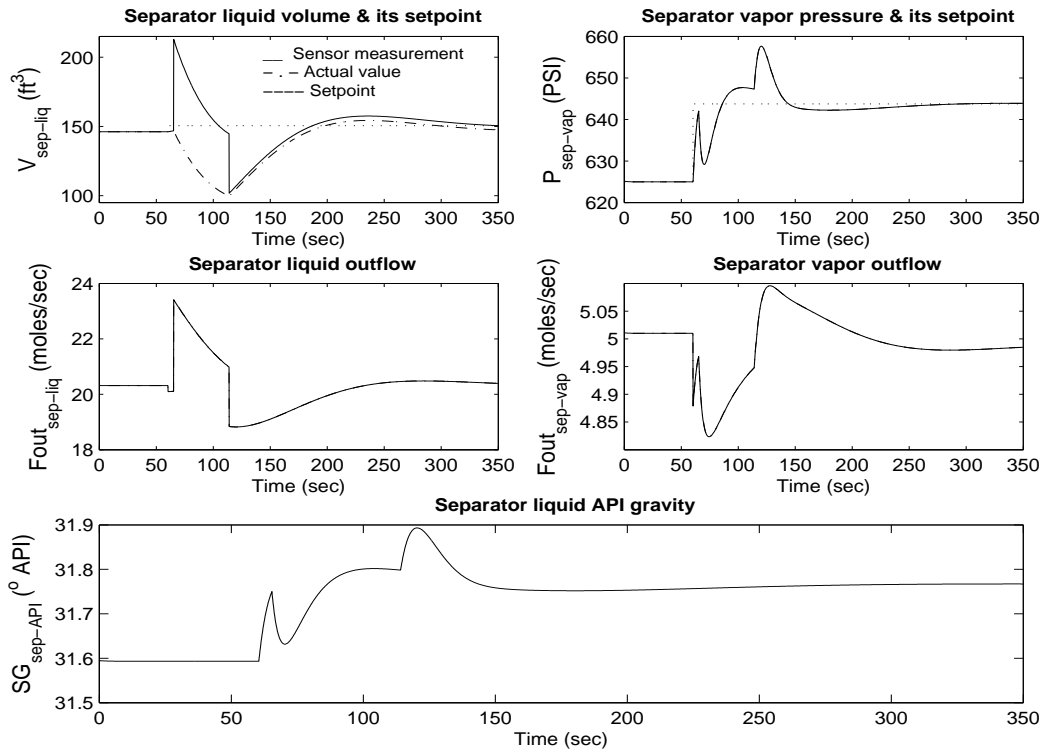 Separator liquid volume & its setpoint
V_sep−liq (ft^3)
200
150
100
Sensor measurement
Actual value
Setpoint
0 50 100 150 200 250 300 350
Time (sec)
Separator vapor pressure & its setpoint
P_sep−vap (PSI)
660
650
640
630
620
0 50 100 150 200 250 300 350
Time (sec)
Separator liquid outflow
Fout_sep−liq (moles/sec)
24
22
20
18
0 50 100 150 200 250 300 350
Time (sec)
Separator vapor outflow
Fout_sep−vap (moles/sec)
5.05
5
4.95
4.9
4.85
0 50 100 150 200 250 300 350
Time (sec)
Separator liquid API gravity
SG_sep−API (^o API)
31.9
31.8
31.7
31.6
31.5
0 50 100 150 200 250 300 350
Time (sec)